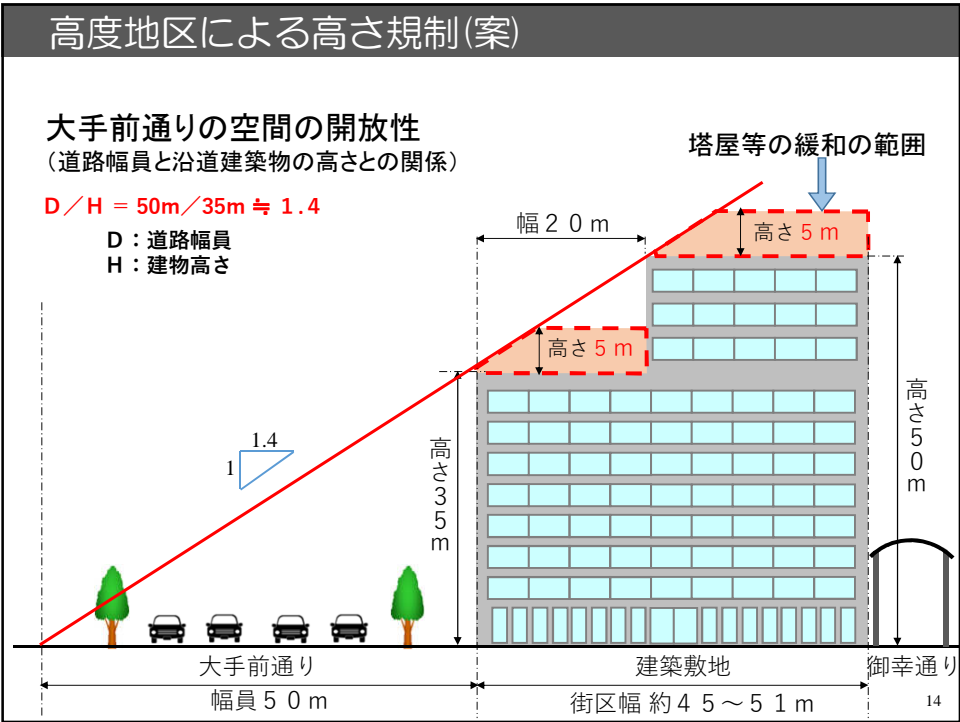 高度地区による高さ規制(案)
大手前通りの空間の開放性
（道路幅員と沿道建築物の高さとの関係）
D／H = 50m／35m ≒ 1.4
D：道路幅員
H：建物高さ
塔屋等の緩和の範囲
幅２０ｍ
高さ５ｍ
高さ５ｍ
高さ５０ｍ
高さ３５ｍ
1.4
1
大手前通り
建築敷地
御幸通り
幅員５０ｍ
街区幅 約４５～５１ｍ
14